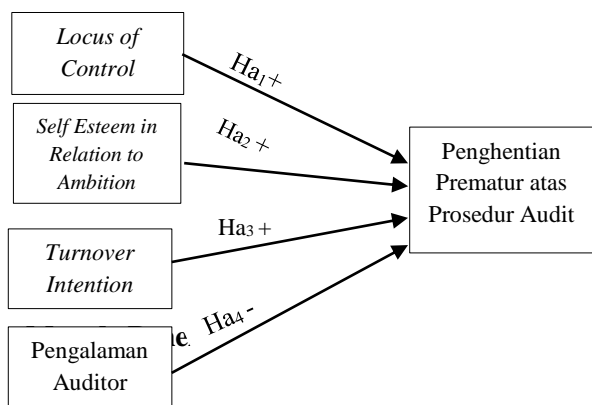 Locus of
Control
Ha1+
Self Esteem in
Relation to
Ambition
Ha2 +
Penghentian
Prematur atas
Prosedur Audit
Turnover
Intention
Ha3 +
Pengalaman
Auditor
Ha4 -